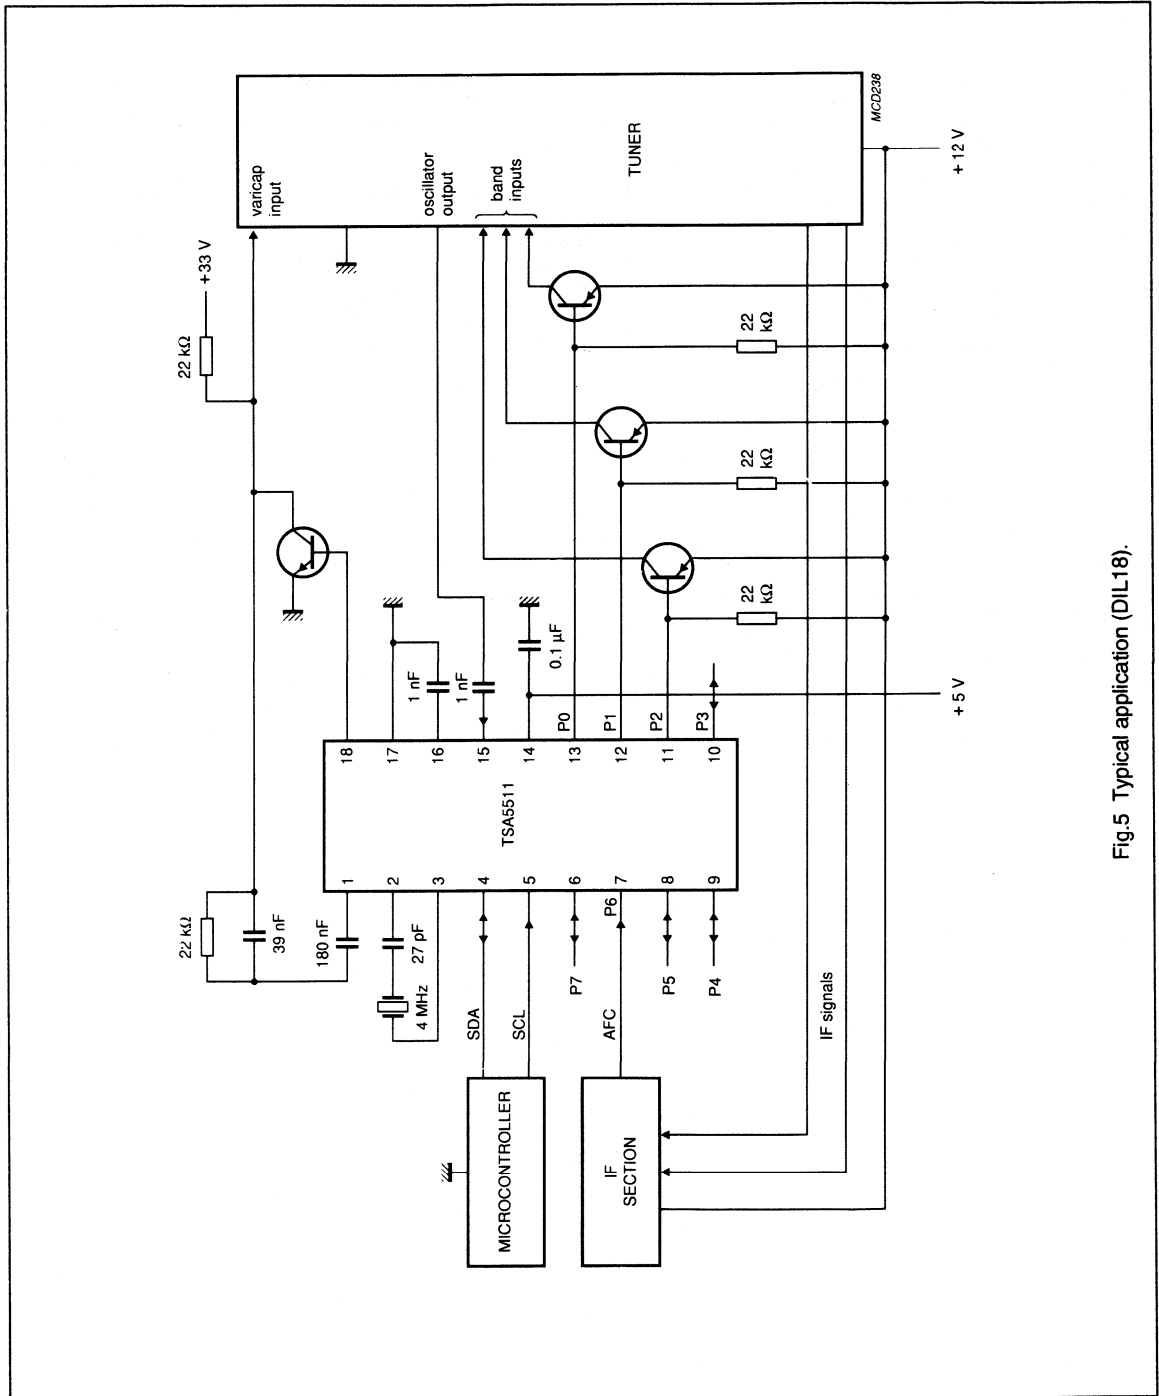 varicap
input
oscillator
output
band
inputs
TUNER
MCD238
+33 V
22 kΩ
+12 V
22
kΩ
22
kΩ
22
kΩ
1 nF
1 nF
0.1 µF
+ 5 V
18
17
16
15
14
13
12
11
10
P0
P1
P2
P3
TSA5511
1
2
3
4
5
6
7
8
9
P6
22 kΩ
39 nF
180 nF
27 pF
4 MHz
SDA
SCL
P7
AFC
P5
P4
IF signals
MICROCONTROLLER
IF
SECTION
Fig.5 Typical application (DIL18).